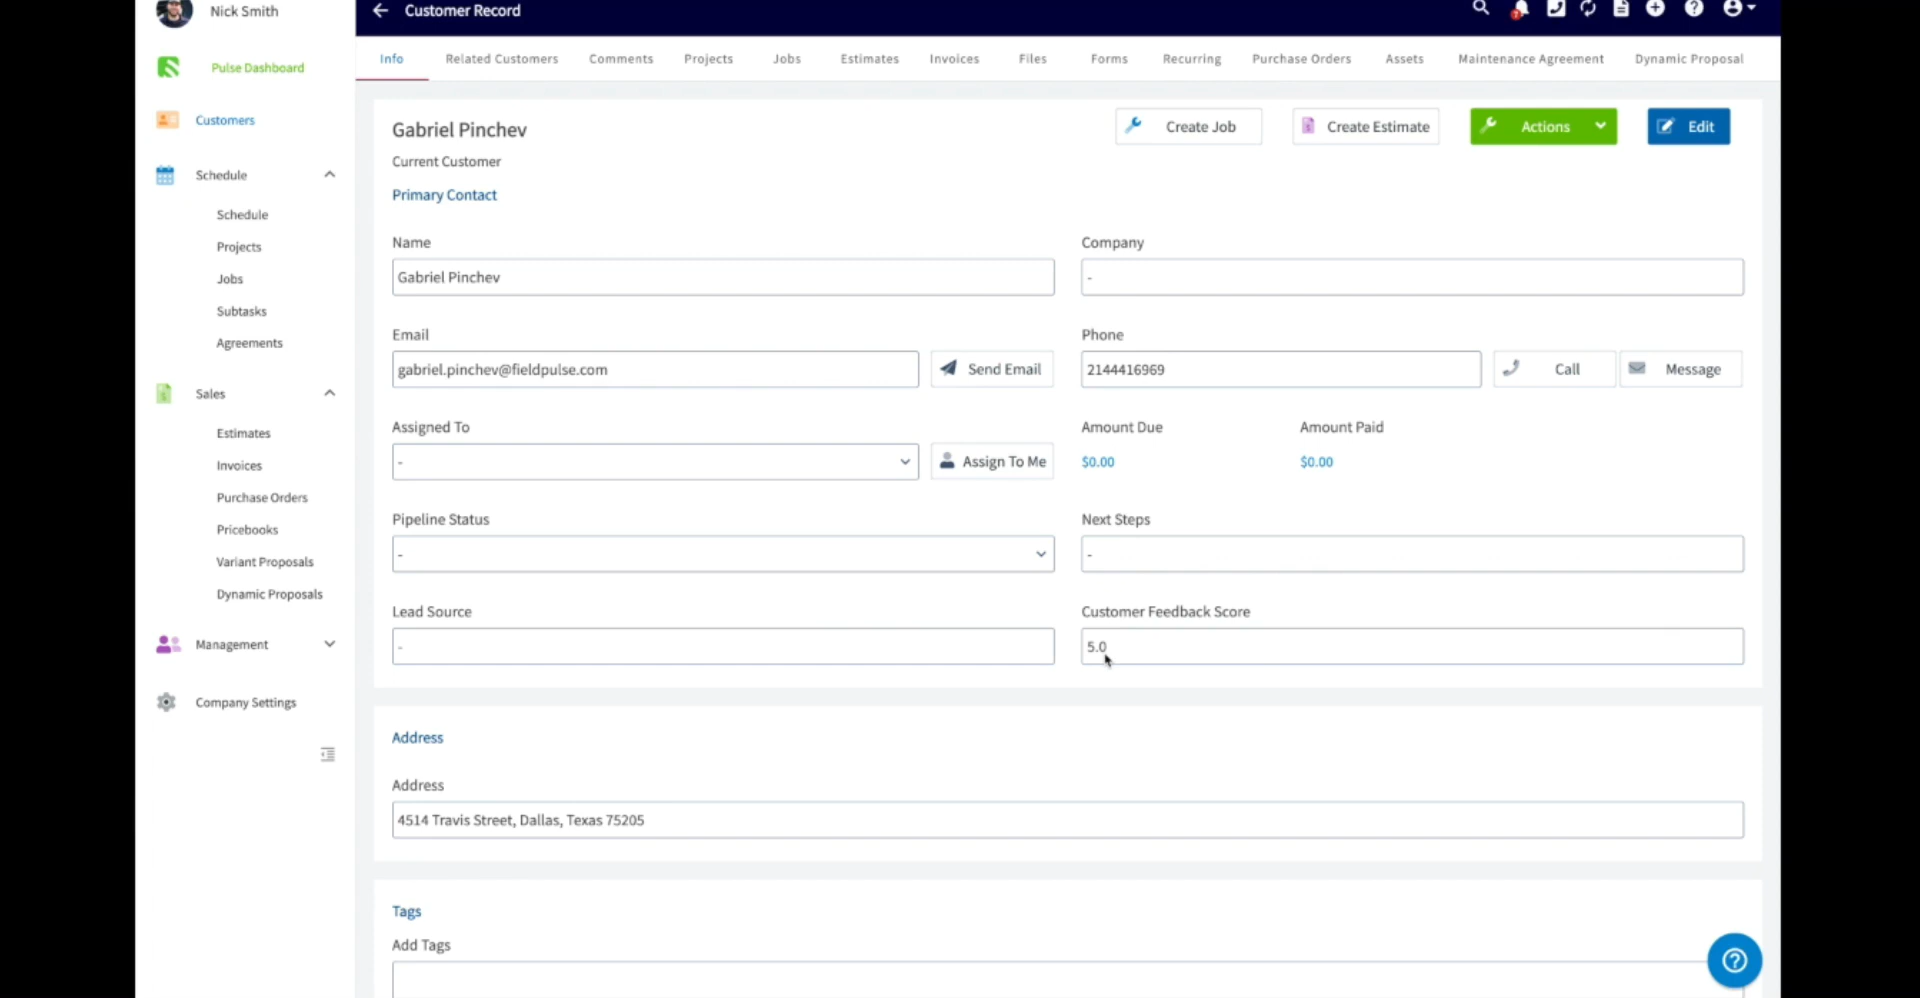 Nick Smith
Customer Record
7
Pulse Dashboard
Customers
Schedule
Schedule
Projects
Jobs
Subtasks
Agreements
Sales
Estimates
Invoices
Purchase Orders
Pricebooks
Variant Proposals
Dynamic Proposals
Management
Company Settings
Info Related Customers Comments Projects Jobs Estimates Invoices Files Forms Recurring Purchase Orders Assets Maintenance Agreement Dynamic Proposal
Gabriel Pinchev
Create Job Create Estimate Actions Edit
Current Customer
Primary Contact
Name Company
Gabriel Pinchev -
Email Phone
gabriel.pinchev@fieldpulse.com Send Email 2144416969 Call Message
Assigned To Amount Due Amount Paid
- Assign To Me $0.00 $0.00
Pipeline Status Next Steps
- -
Lead Source Customer Feedback Score
- 5.0
Address
Address
4514 Travis Street, Dallas, Texas 75205
Tags
Add Tags